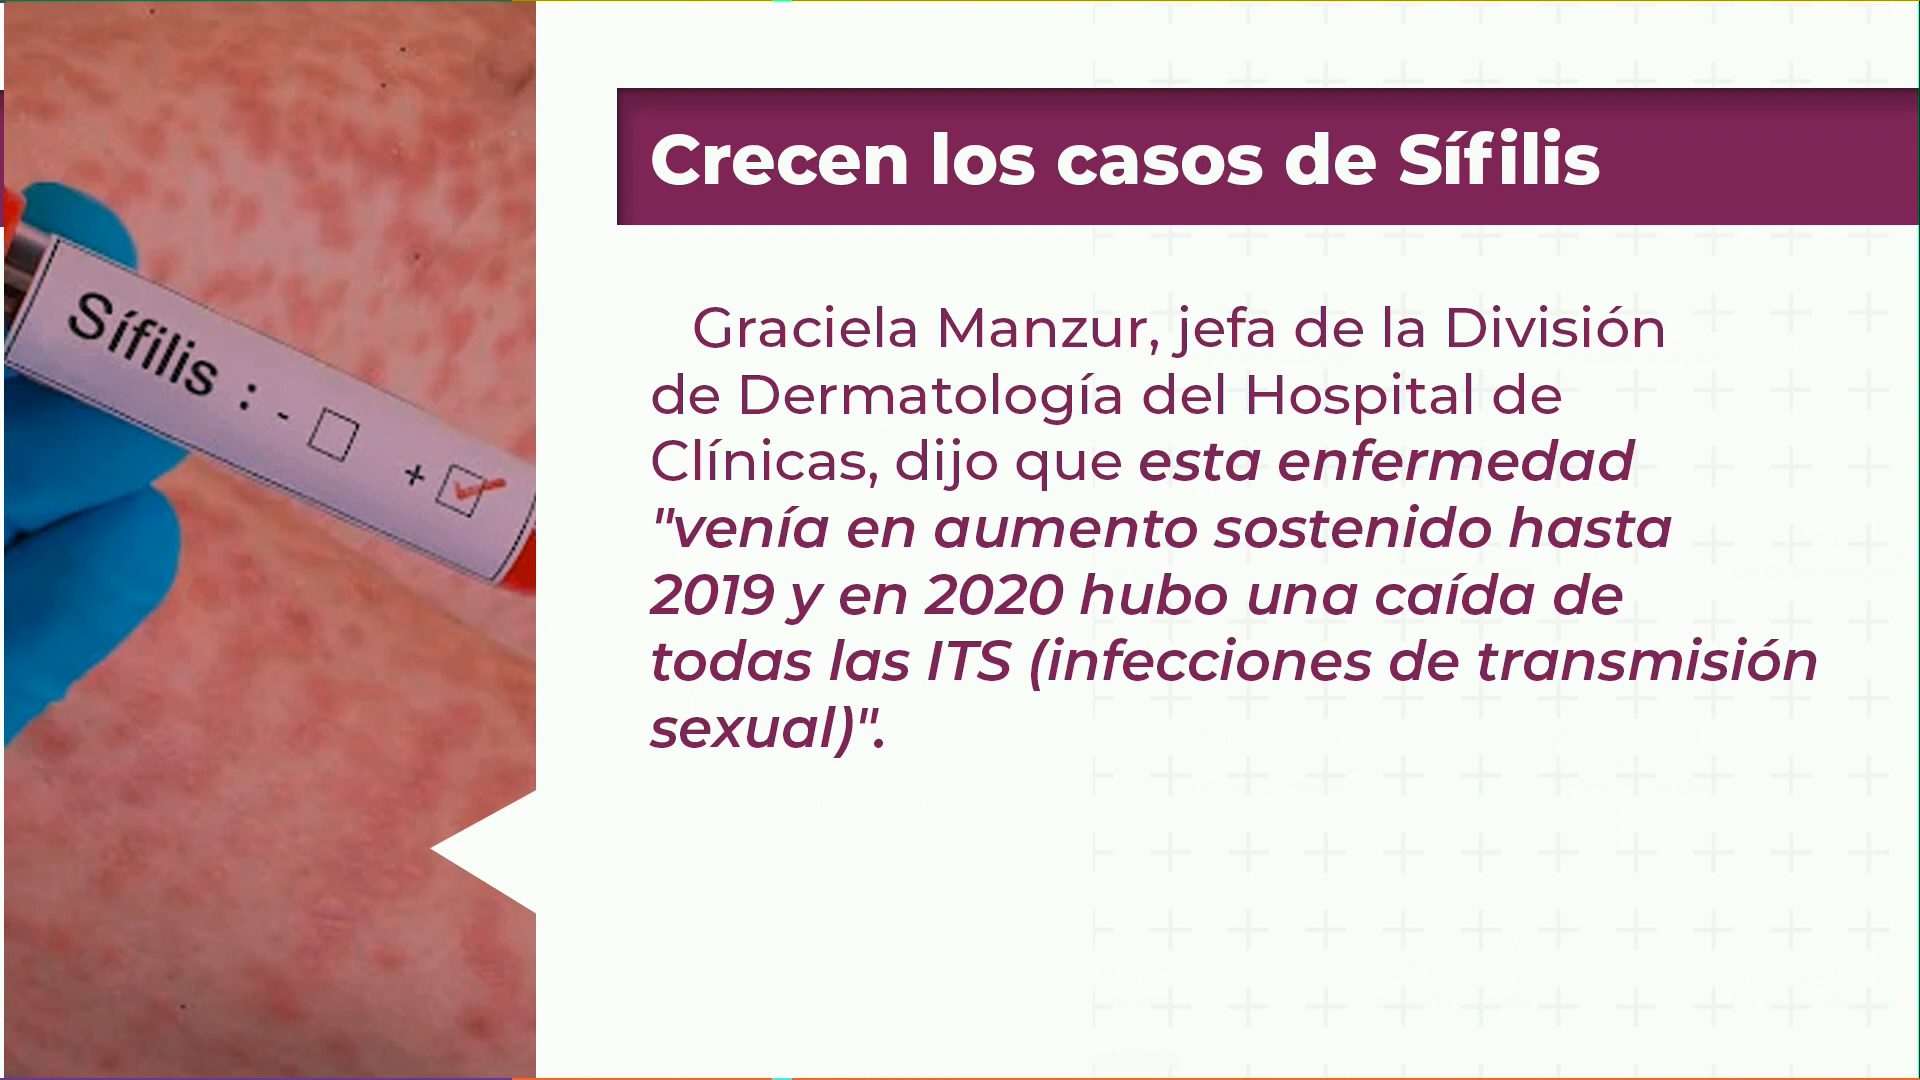 Crecen los casos de Sífilis
Sífilis : -
+
Graciela Manzur, jefa de la División
de Dermatología del Hospital de
Clínicas, dijo que esta enfermedad
"venía en aumento sostenido hasta
2019 y en 2020 hubo una caída de
todas las ITS (infecciones de transmisión
sexual)".